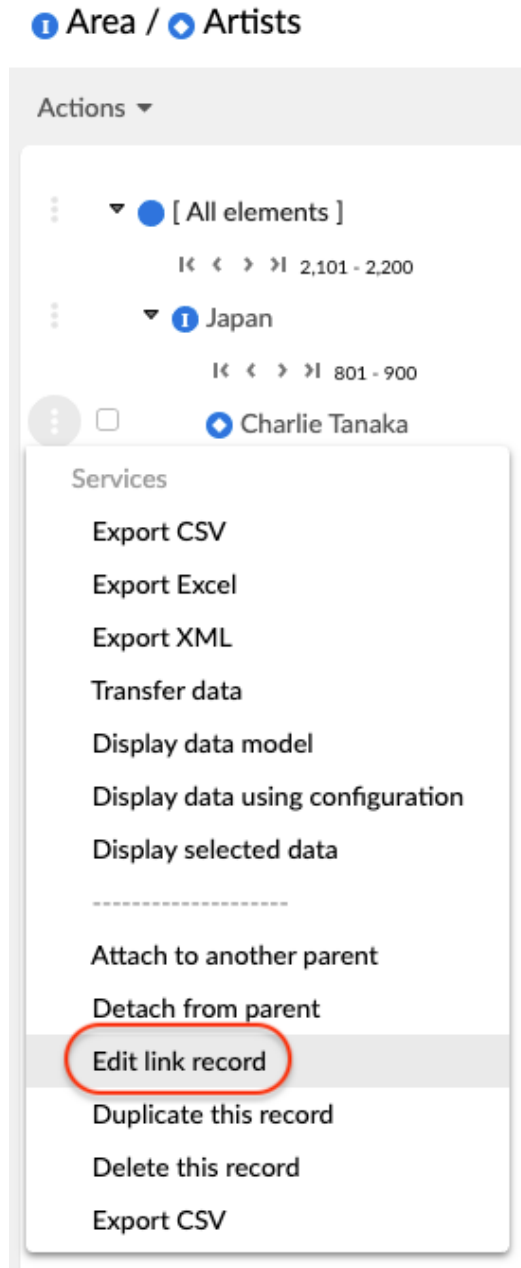 Area / Artists
Actions
[ All elements ]
2,101 - 2,200
Japan
801 - 900
Charlie Tanaka
Services
Export CSV
Export Excel
Export XML
Transfer data
Display data model
Display data using configuration
Display selected data
--------------------
Attach to another parent
Detach from parent
Edit link record
Duplicate this record
Delete this record
Export CSV